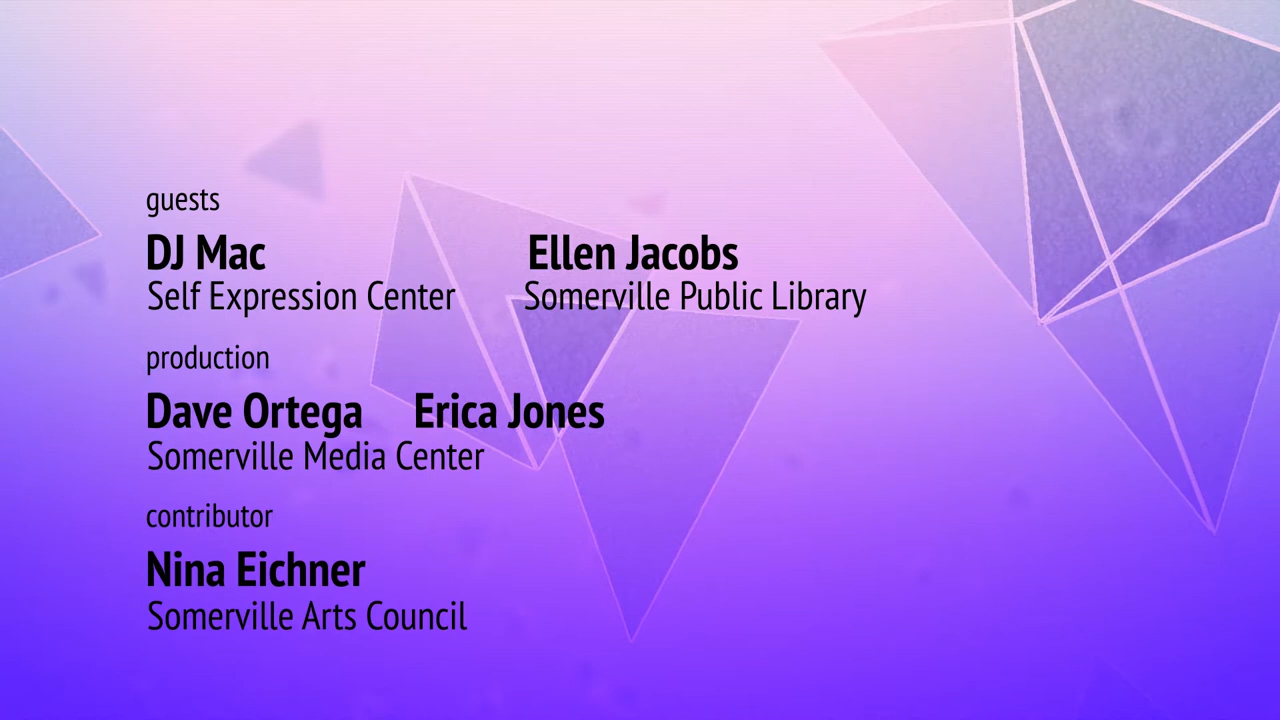 guests
DJ Mac Ellen Jacobs
Self Expression Center Somerville Public Library
production
Dave Ortega Erica Jones
Somerville Media Center
contributor
Nina Eichner
Somerville Arts Council